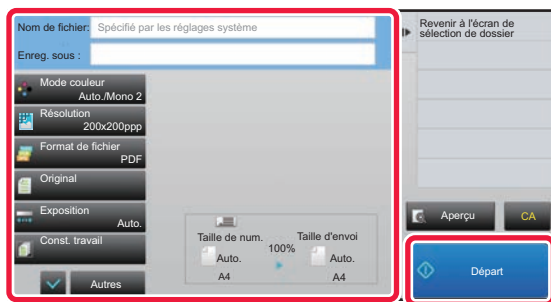 Nom de fichier: Spécifié par les réglages système
Enreg. sous :
Mode couleur
Auto./Mono 2
Résolution
200x200ppp
Format de fichier
PDF
Original
Exposition
Auto.
Const. travail
Autres
Taille de num.
100%
Taille d'envoi
Auto.
Auto.
A4
A4
Revenir à l'écran de
sélection de dossier
Aperçu
CA
Départ